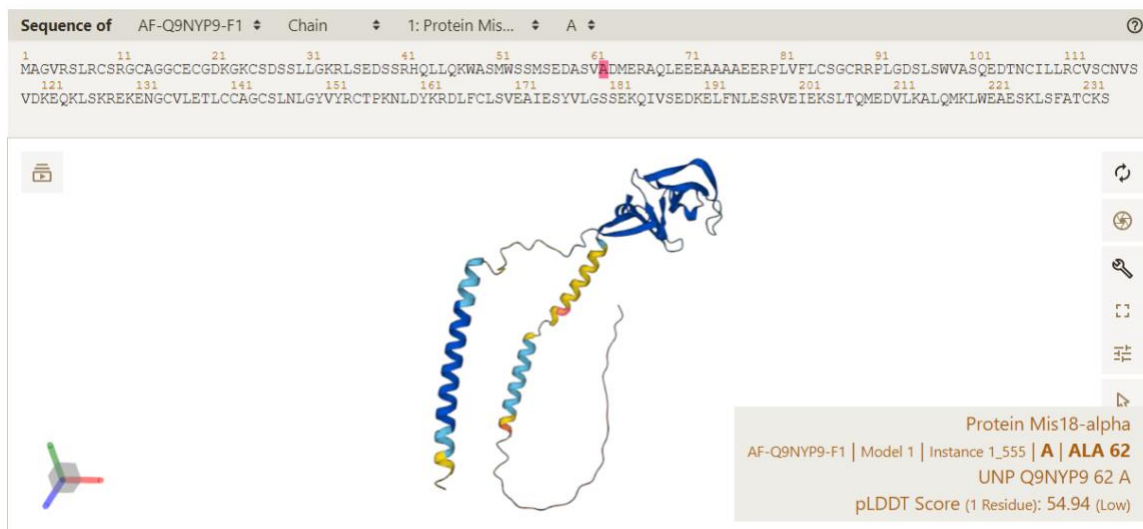 Sequence of AF-Q9NYP9-F1 Chain 1: Protein Mis... A
1 11 21 31 41 51 61 71 81 91 101 111
MAGVRSLRCSRGCAGGCECGDKGKCSDSSLLGKRLSEDSSRHQLLQKWASMWSSMSEDASVADMERAQLEEEAAAAEERPLVFLCSGCRRPLGDSLSWVASQEDTNCILLRCVSCNVS
121 131 141 151 161 171 181 191 201 211 221 231
VDKEQKLSKREKENGCVLETLCCAGCSLNLGYVYRCTPKNLDYKRDLFCLSVEAIESYVLGSSEKQIVSEDKELFNLESRVEIEKSLTQMEDVLKALQMKLWEAESKLSFATCKS
Protein Mis18-alpha
AF-Q9NYP9-F1 | Model 1 | Instance 1_555 | A | ALA 62
UNP Q9NYP9 62 A
pLDDT Score (1 Residue): 54.94 (Low)